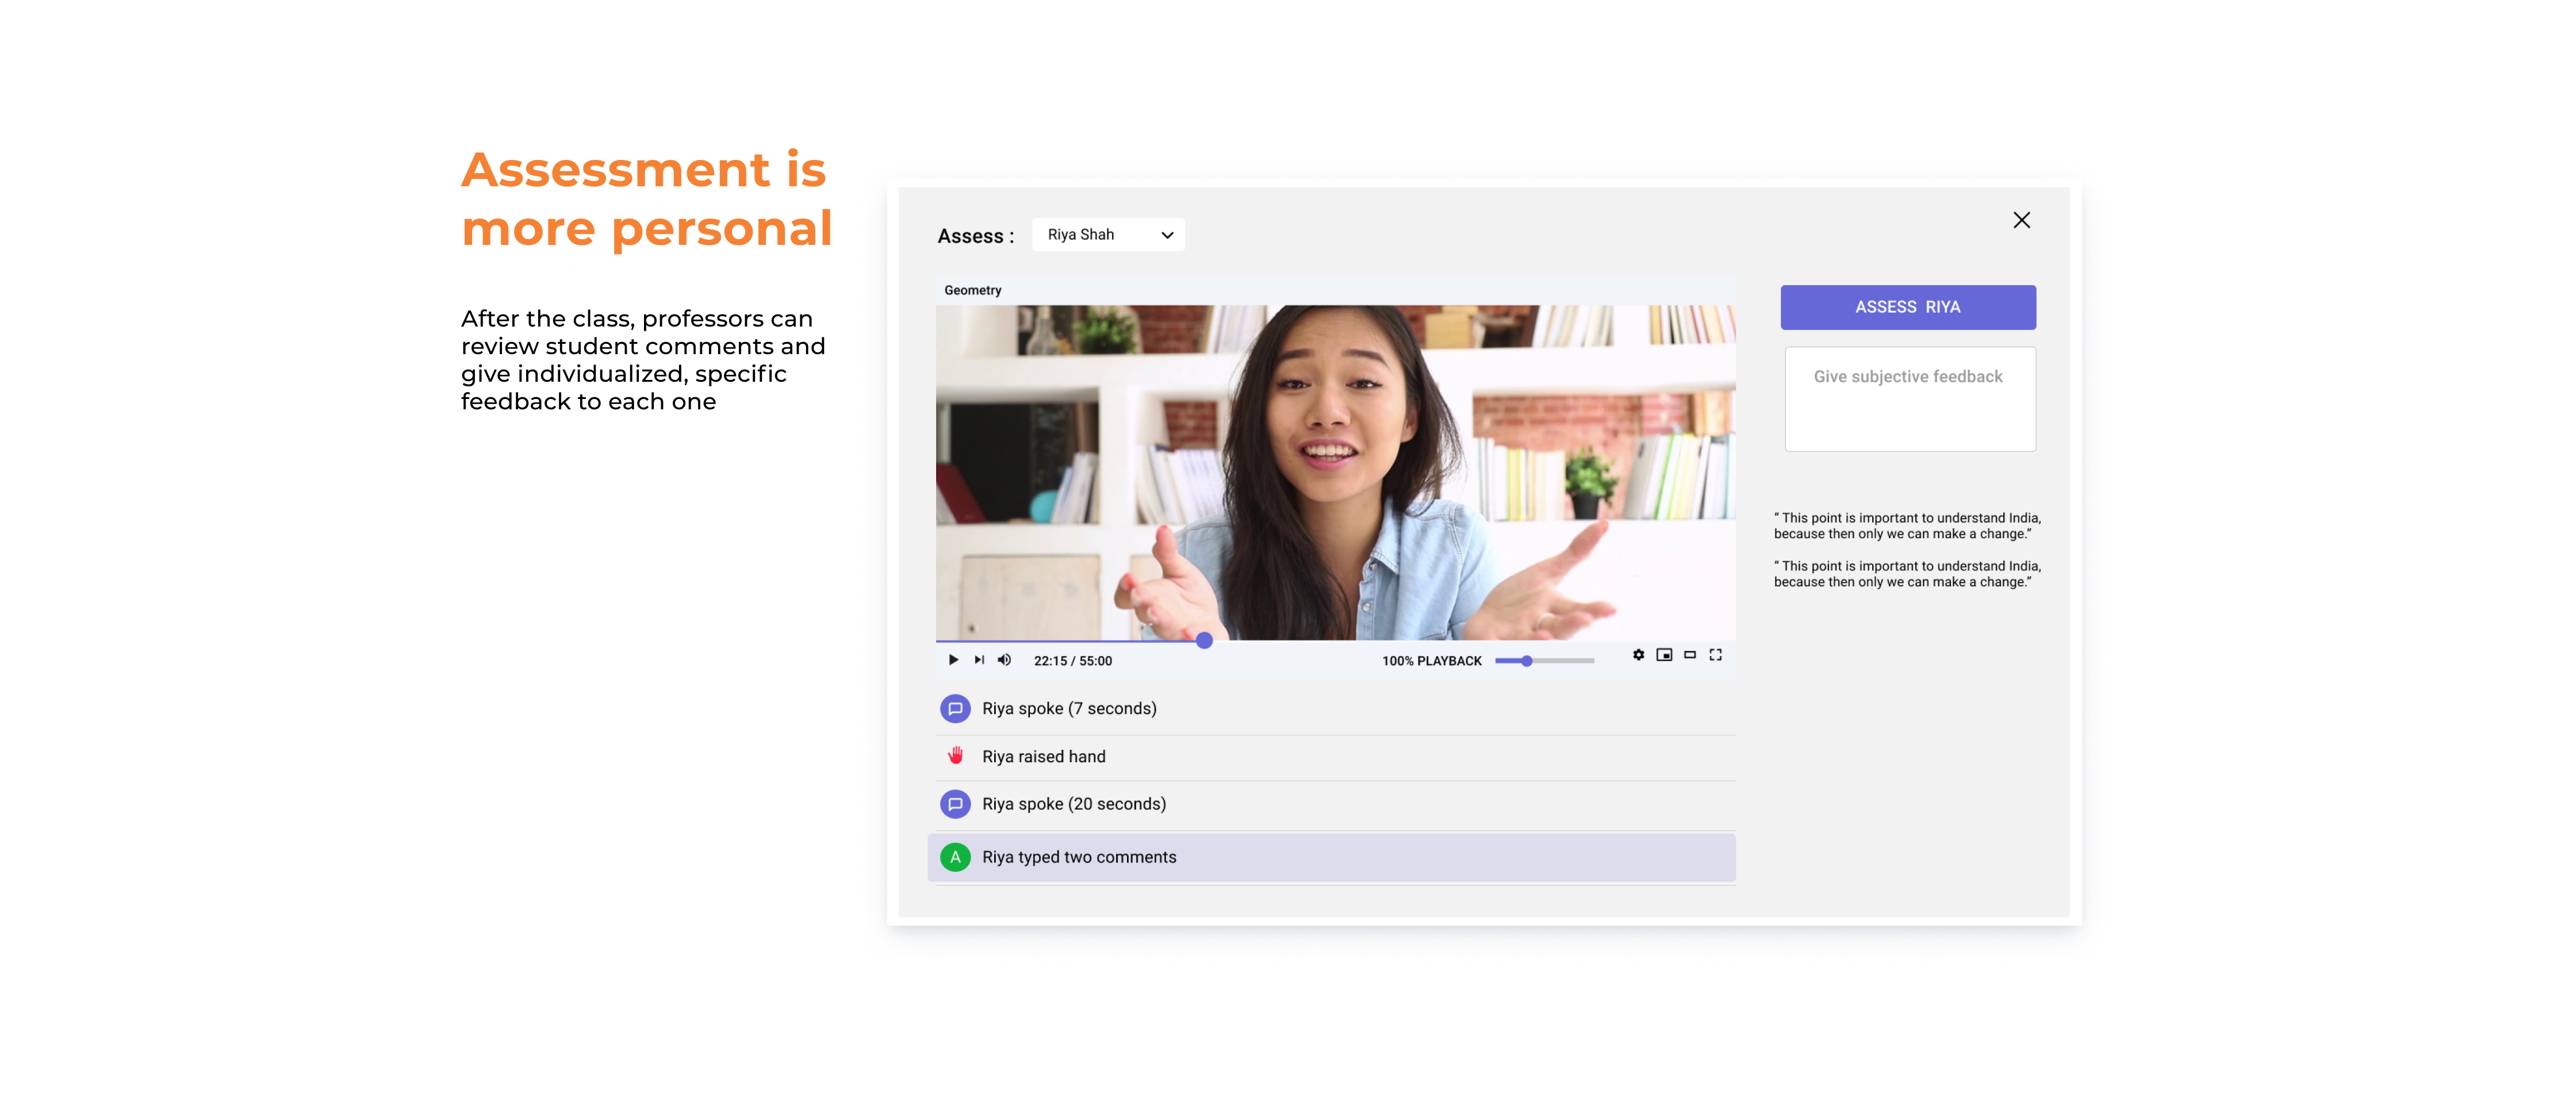 Assessment is
more personal
After the class, professors can
review student comments and
give individualized, specific
feedback to each one
Assess :
Riya Shah
Geometry
22:15 / 55:00
100% PLAYBACK
Riya spoke (7 seconds)
Riya raised hand
Riya spoke (20 seconds)
A
Riya typed two comments
ASSESS RIYA
Give subjective feedback
“ This point is important to understand India,
because then only we can make a change.”
“ This point is important to understand India,
because then only we can make a change.”